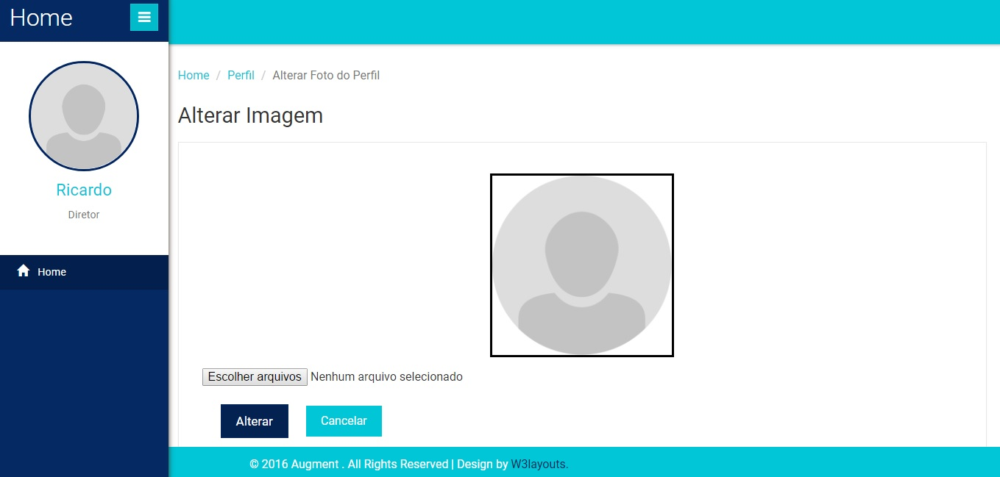 Home
Ricardo
Diretor
Home
Home / Perfil / Alterar Foto do Perfil
Alterar Imagem
Escolher arquivos Nenhum arquivo selecionado
Alterar Cancelar
© 2016 Augment . All Rights Reserved | Design by W3layouts.